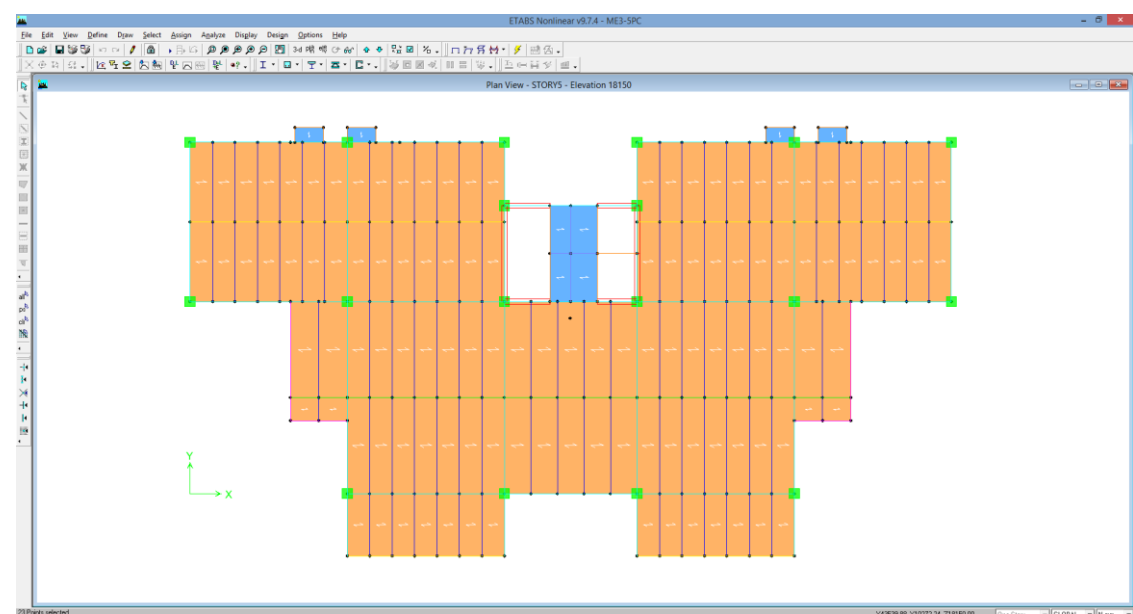 ETABS Nonlinear v9.7.4 - ME3-5PC
File Edit View Define Draw Select Assign Analyze Display Design Options Help
Plan View - STORY5 - Elevation 18150
Y
X
23 Points selected
GLOBAL